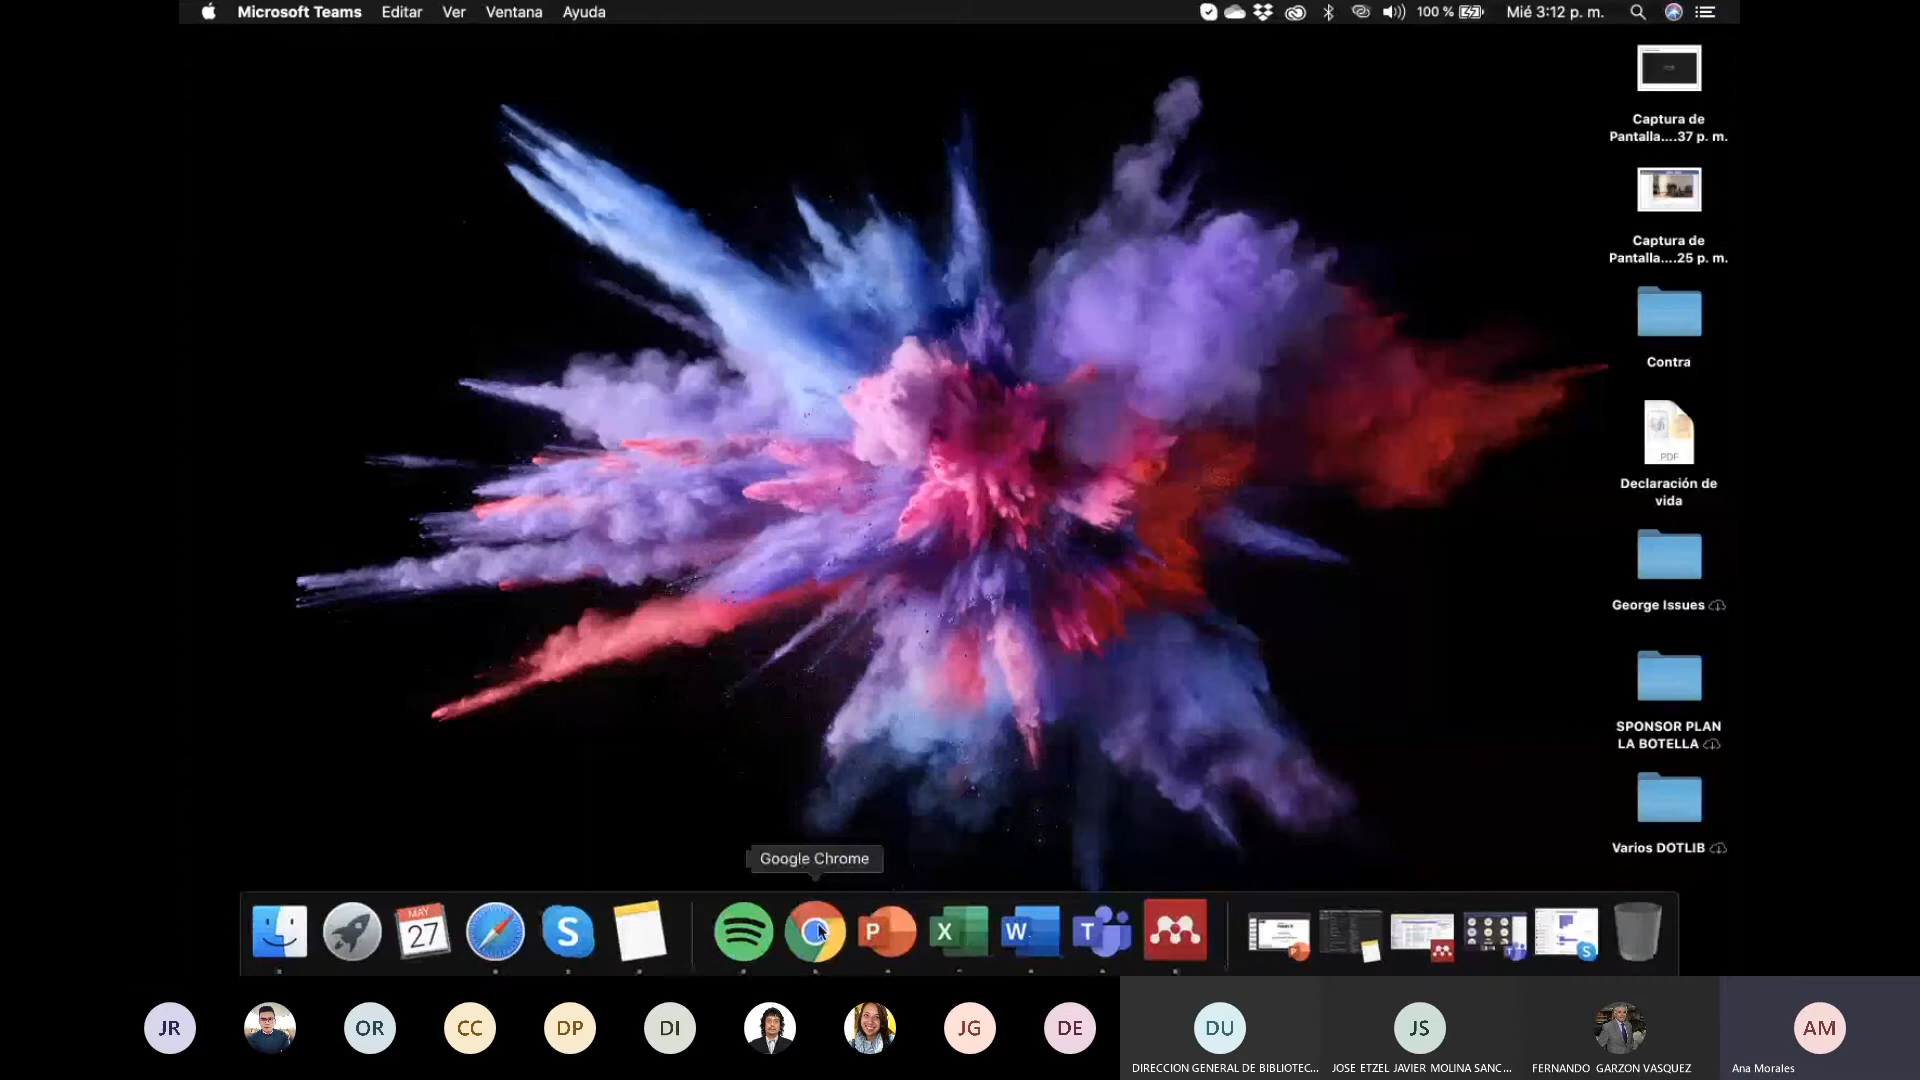 Microsoft Teams Editar Ver Ventana Ayuda
100 % Mié 3:12 p. m.
Captura de
Pantalla....37 p. m.
Captura de
Pantalla....25 p. m.
Contra
PDF
Declaración de
vida
George Issues
SPONSOR PLAN
LA BOTELLA
Varios DOTLIB
Google Chrome
MAY
27
S
P
X
W
T
JR
OR
CC
DP
DI
JG
DE
DU
JS
AM
DIRECCION GENERAL DE BIBLIOTEC...
JOSE ETZEL JAVIER MOLINA SANC...
FERNANDO GARZON VASQUEZ
Ana Morales